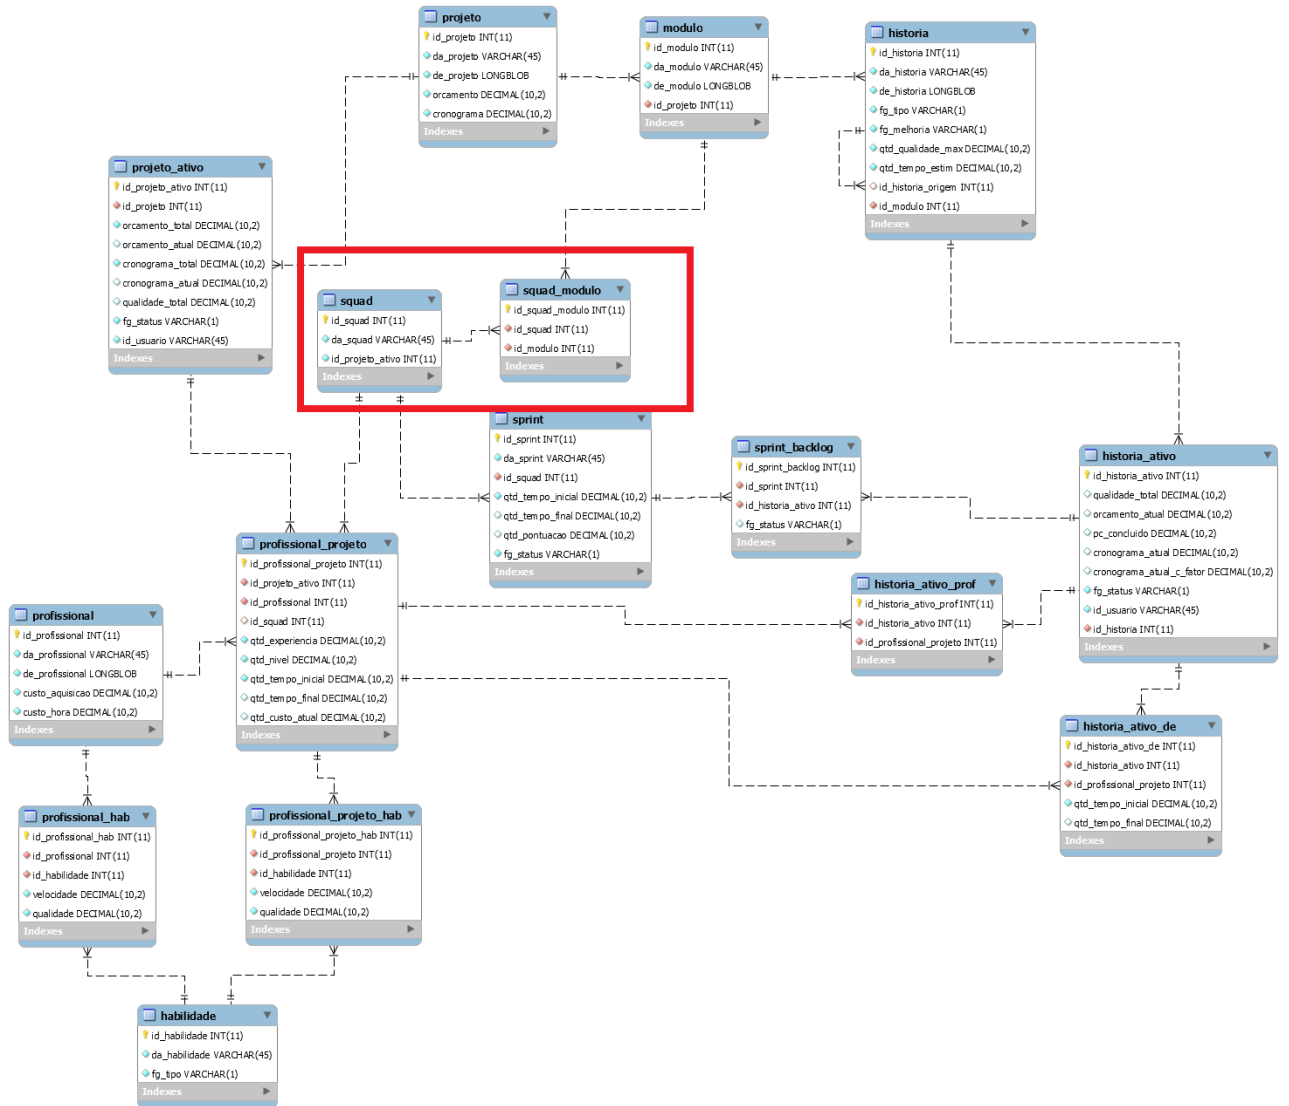 projeto
id_projeto INT(11)
da_projeto VARCHAR(45)
de_projeto LONGBLOB
orcamento DECIMAL(10,2)
cronograma DECIMAL(10,2)
Indexes
modulo
id_modulo INT(11)
da_modulo VARCHAR(45)
de_modulo LONGBLOB
id_projeto INT(11)
Indexes
historia
id_historia INT(11)
da_historia VARCHAR(45)
de_historia LONGBLOB
fg_tipo VARCHAR(1)
fg_melhoria VARCHAR(1)
qtd_qualidade_max DECIMAL(10,2)
qtd_tempo_estim DECIMAL(10,2)
id_historia_origem INT(11)
id_modulo INT(11)
Indexes
projeto_ativo
id_projeto_ativo INT(11)
id_projeto INT(11)
orcamento_total DECIMAL(10,2)
orcamento_atual DECIMAL(10,2)
cronograma_total DECIMAL(10,2)
cronograma_atual DECIMAL(10,2)
qualidade_total DECIMAL(10,2)
fg_status VARCHAR(1)
id_usuario VARCHAR(45)
Indexes
squad
id_squad INT(11)
da_squad VARCHAR(45)
id_projeto_ativo INT(11)
Indexes
squad_modulo
id_squad_modulo INT(11)
id_squad INT(11)
id_modulo INT(11)
Indexes
sprint
id_sprint INT(11)
da_sprint VARCHAR(45)
id_squad INT(11)
qtd_tempo_inicial DECIMAL(10,2)
qtd_tempo_final DECIMAL(10,2)
qtd_pontuacao DECIMAL(10,2)
fg_status VARCHAR(1)
Indexes
sprint_backlog
id_sprint_backlog INT(11)
id_sprint INT(11)
id_historia_ativo INT(11)
fg_status VARCHAR(1)
Indexes
historia_ativo
id_historia_ativo INT(11)
qualidade_total DECIMAL(10,2)
orcamento_atual DECIMAL(10,2)
pc_concluido DECIMAL(10,2)
cronograma_atual DECIMAL(10,2)
cronograma_atual_c_fator DECIMAL(10,2)
fg_status VARCHAR(1)
id_usuario VARCHAR(45)
id_historia INT(11)
Indexes
profissional_projeto
id_profissional_projeto INT(11)
id_projeto_ativo INT(11)
id_profissional INT(11)
id_squad INT(11)
qtd_experiencia DECIMAL(10,2)
qtd_nivel DECIMAL(10,2)
qtd_tempo_inicial DECIMAL(10,2)
qtd_tempo_final DECIMAL(10,2)
qtd_custo_atual DECIMAL(10,2)
Indexes
historia_ativo_prof
id_historia_ativo_prof INT(11)
id_historia_ativo INT(11)
id_profissional_projeto INT(11)
Indexes
profissional
id_profissional INT(11)
da_profissional VARCHAR(45)
de_profissional LONGBLOB
custo_aquisicao DECIMAL(10,2)
custo_hora DECIMAL(10,2)
Indexes
historia_ativo_de
id_historia_ativo_de INT(11)
id_historia_ativo INT(11)
id_profissional_projeto INT(11)
qtd_tempo_inicial DECIMAL(10,2)
qtd_tempo_final DECIMAL(10,2)
Indexes
profissional_hab
id_profissional_hab INT(11)
id_profissional INT(11)
id_habilidade INT(11)
velocidade DECIMAL(10,2)
qualidade DECIMAL(10,2)
Indexes
profissional_projeto_hab
id_profissional_projeto_hab INT(11)
id_profissional_projeto INT(11)
id_habilidade INT(11)
velocidade DECIMAL(10,2)
qualidade DECIMAL(10,2)
Indexes
habilidade
id_habilidade INT(11)
da_habilidade VARCHAR(45)
fg_tipo VARCHAR(1)
Indexes